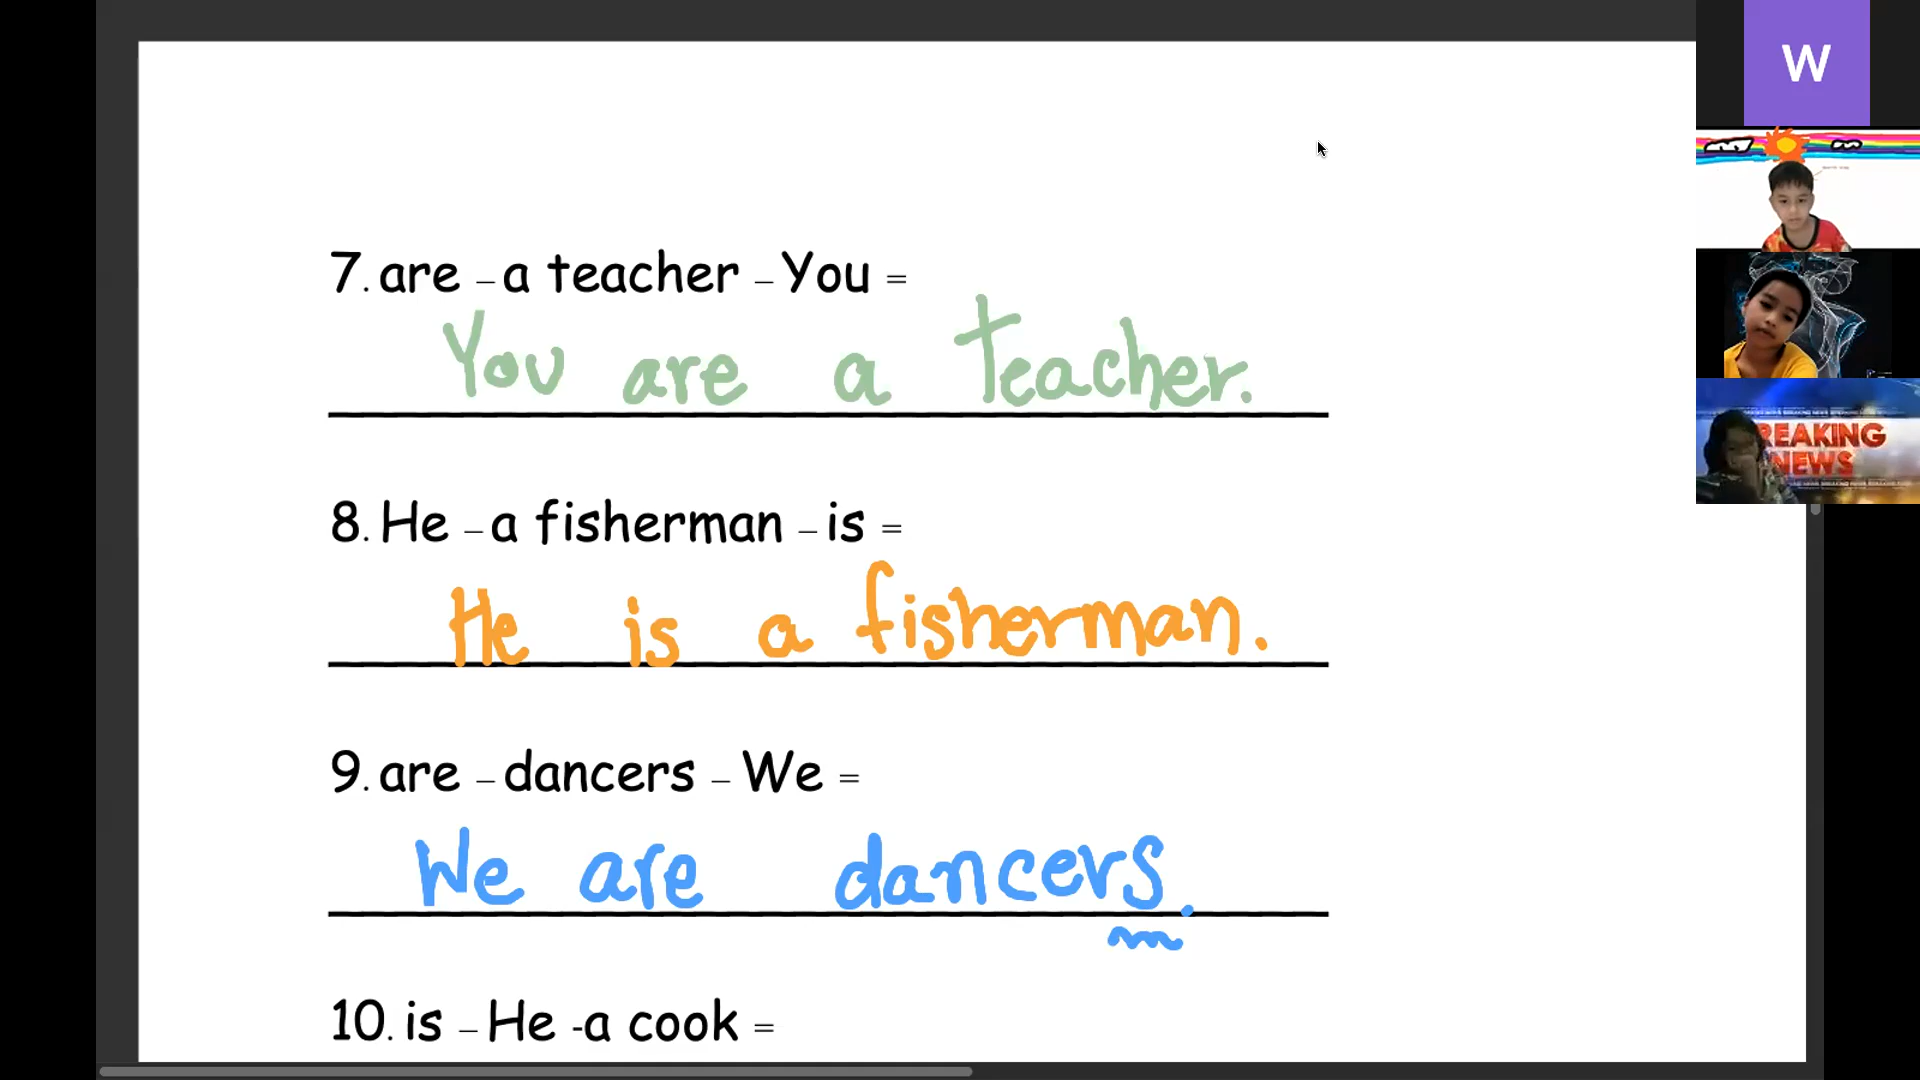 W
7. are – a teacher – You =
You are a teacher.
8. He – a fisherman – is =
He is a fisherman.
9. are – dancers – We =
We are dancers.
10. is – He -a cook =
BREAKING
NEWS